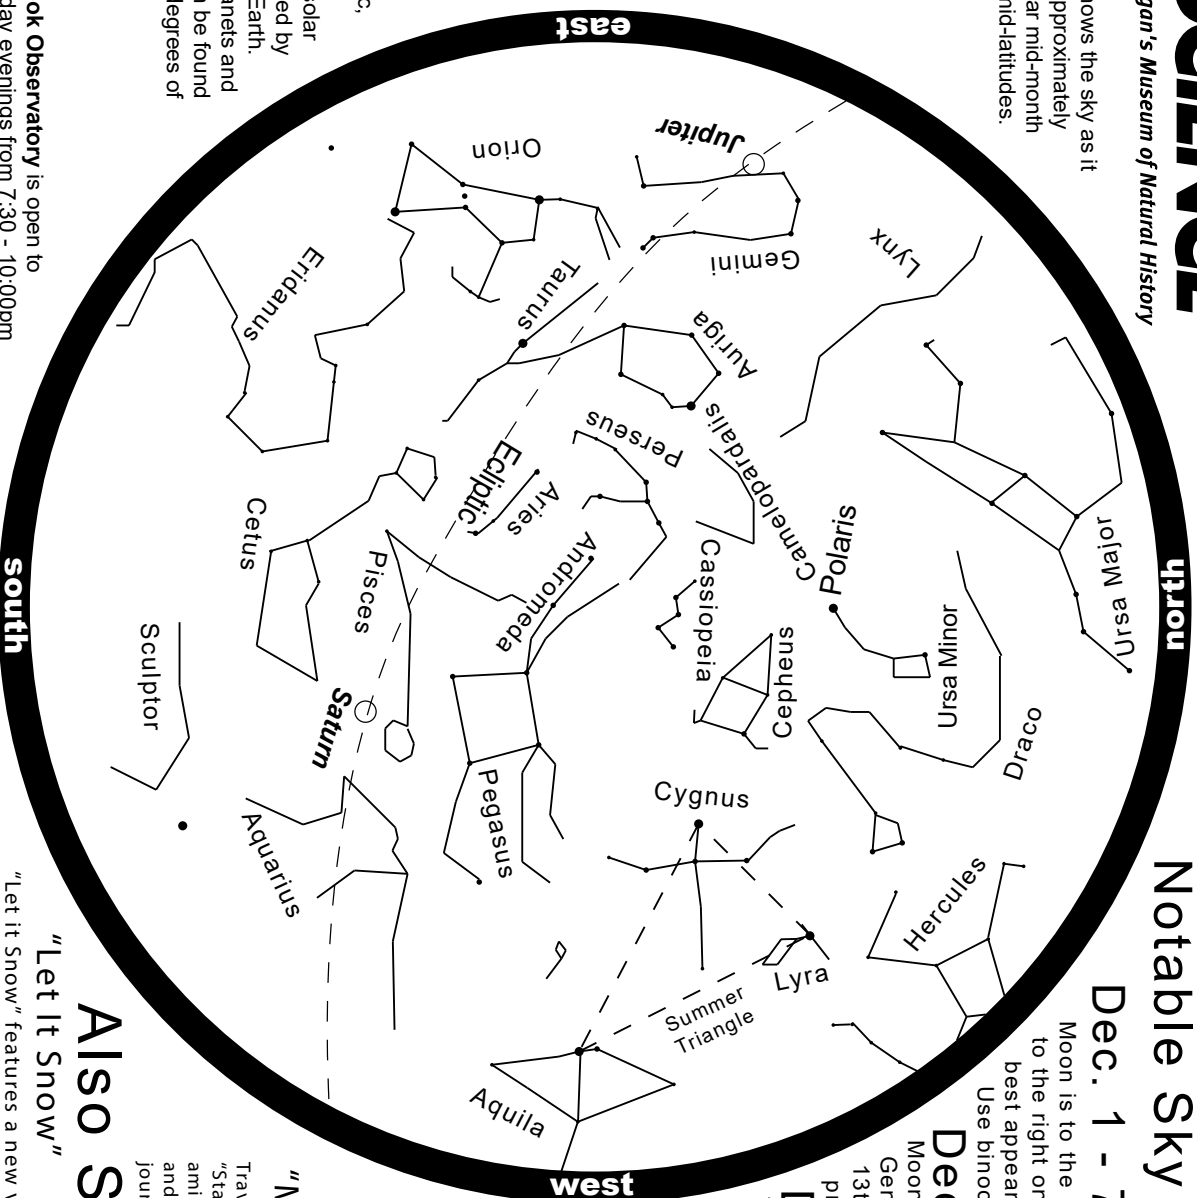 SCIENCE
gan's Museum of Natural History
hows the sky as it
pproximately
ar mid-month
mid-latitudes.
olar
ed by
Earth.
anets and
n be found
degrees of
ok Observatory is open to
day evenings from 7:30 - 10:00pm
east
north
south
west
Jupiter
Orion
Gemini
Lynx
Eridanus
Taurus
Auriga
Perseus
Camelopardalis
Ecliptic
Aries
Cetus
Polaris
Ursa Major
Andromeda
Pisces
Cassiopeia
Cepheus
Ursa Minor
Sculptor
Saturn
Draco
Pegasus
Cygnus
Aquarius
Hercules
Lyra
Summer
Triangle
Aquila
Notable Sky
Dec. 1 -
Moon is to the
to the right on
best appear
Use binoc
Dec
Moon
Gen
13t
Also S
“Let It Snow”
“Let it Snow” features a new
Trav
“Sta
ami
and
jour